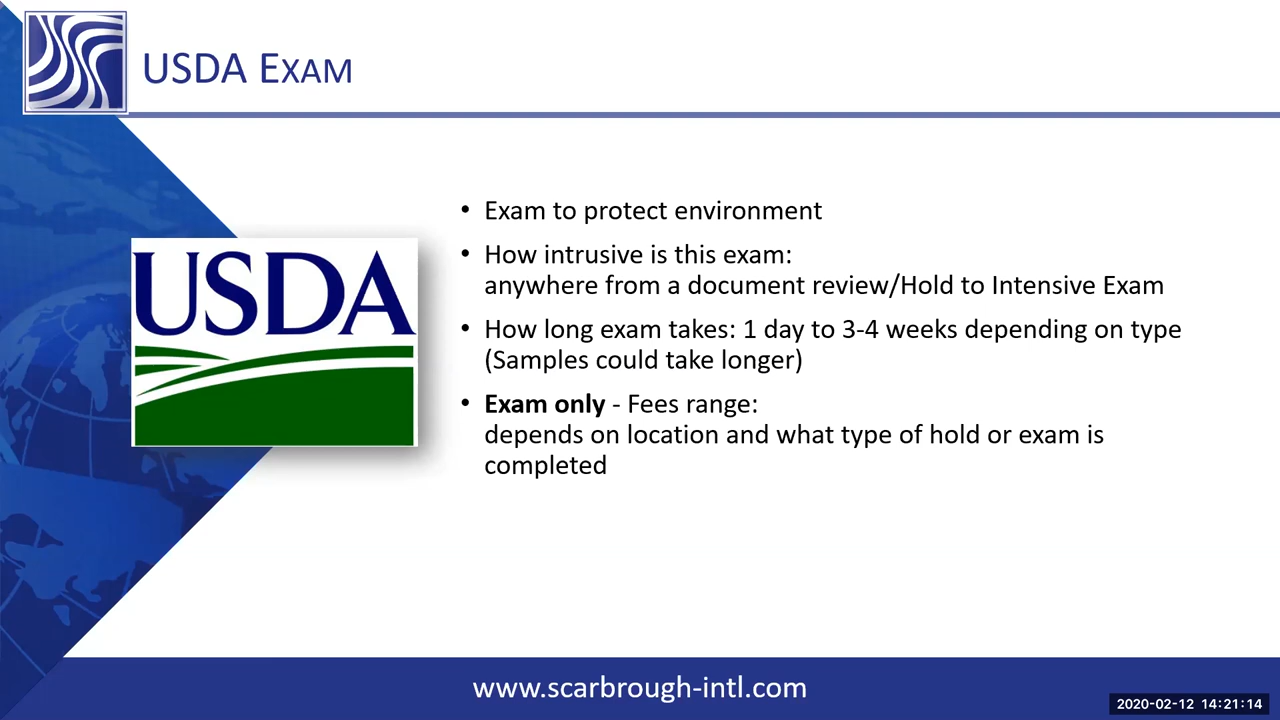 USDA Exam
USDA
• Exam to protect environment
• How intrusive is this exam:
anywhere from a document review/Hold to Intensive Exam
• How long exam takes: 1 day to 3-4 weeks depending on type
(Samples could take longer)
• Exam only - Fees range:
depends on location and what type of hold or exam is
completed
www.scarbrough-intl.com
2020-02-12 14:21:14